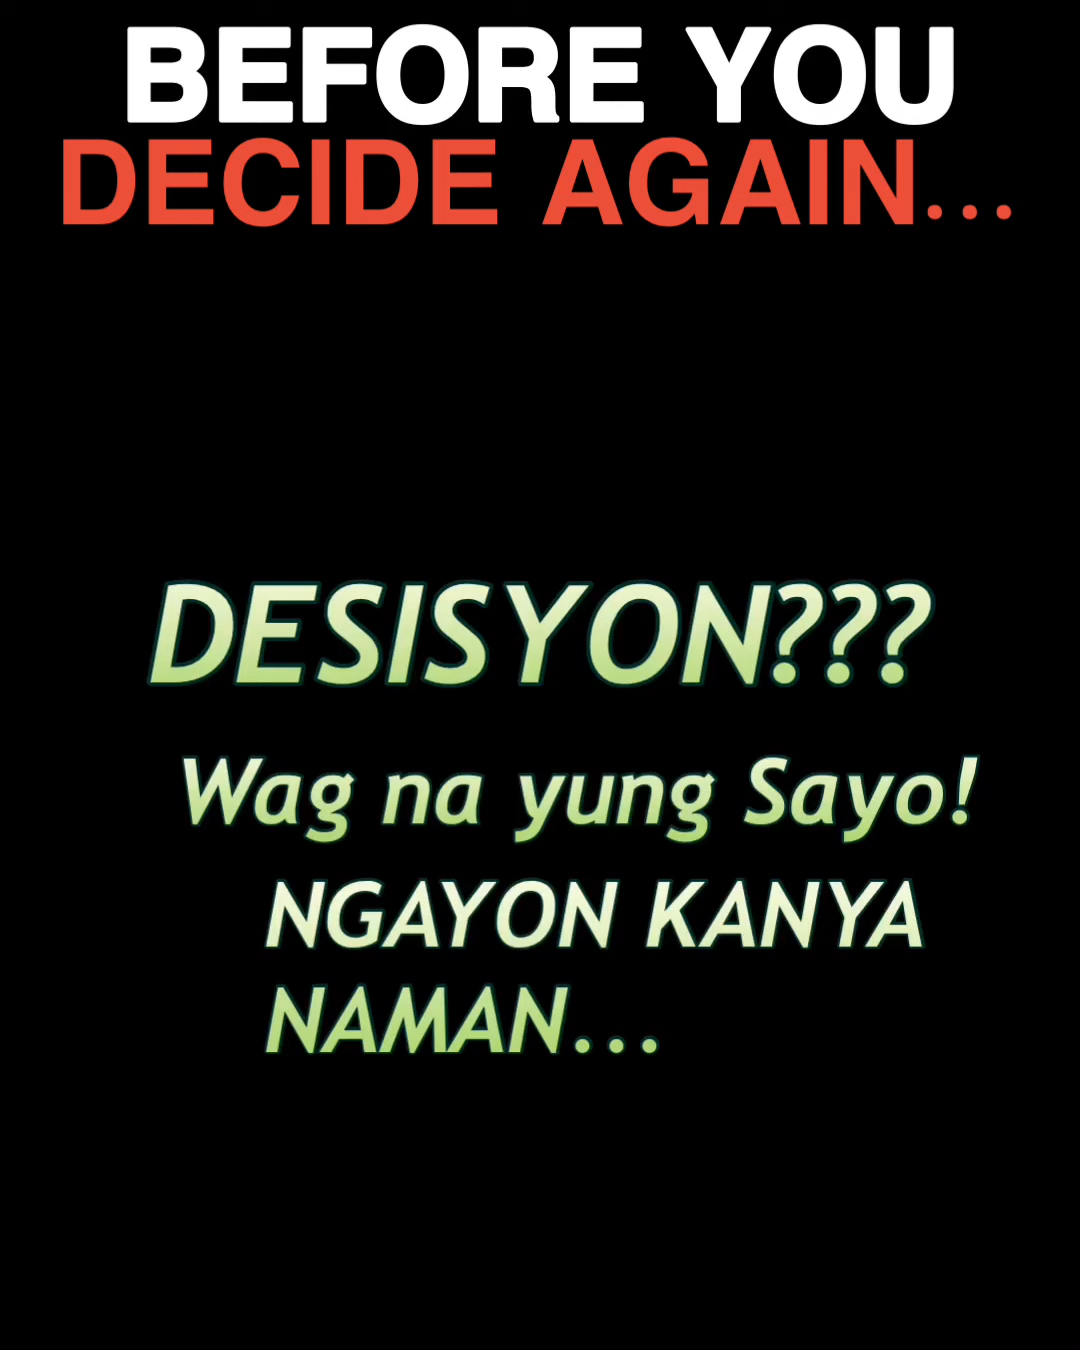 BEFORE YOU
DECIDE AGAIN...
DESISYON???
Wag na yung Sayo!
NGAYON KANYA
NAMAN...